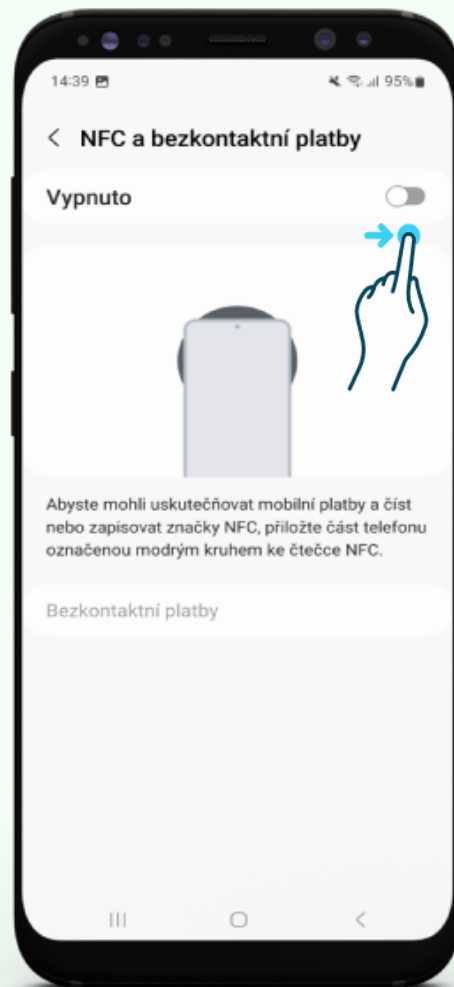 14:39 95%
NFC a bezkontaktní platby
Vypnuto
Abyste mohli uskutečňovat mobilní platby a číst
nebo zapisovat značky NFC, přiložte část telefonu
označenou modrým kruhem ke čtečce NFC.
Bezkontaktní platby